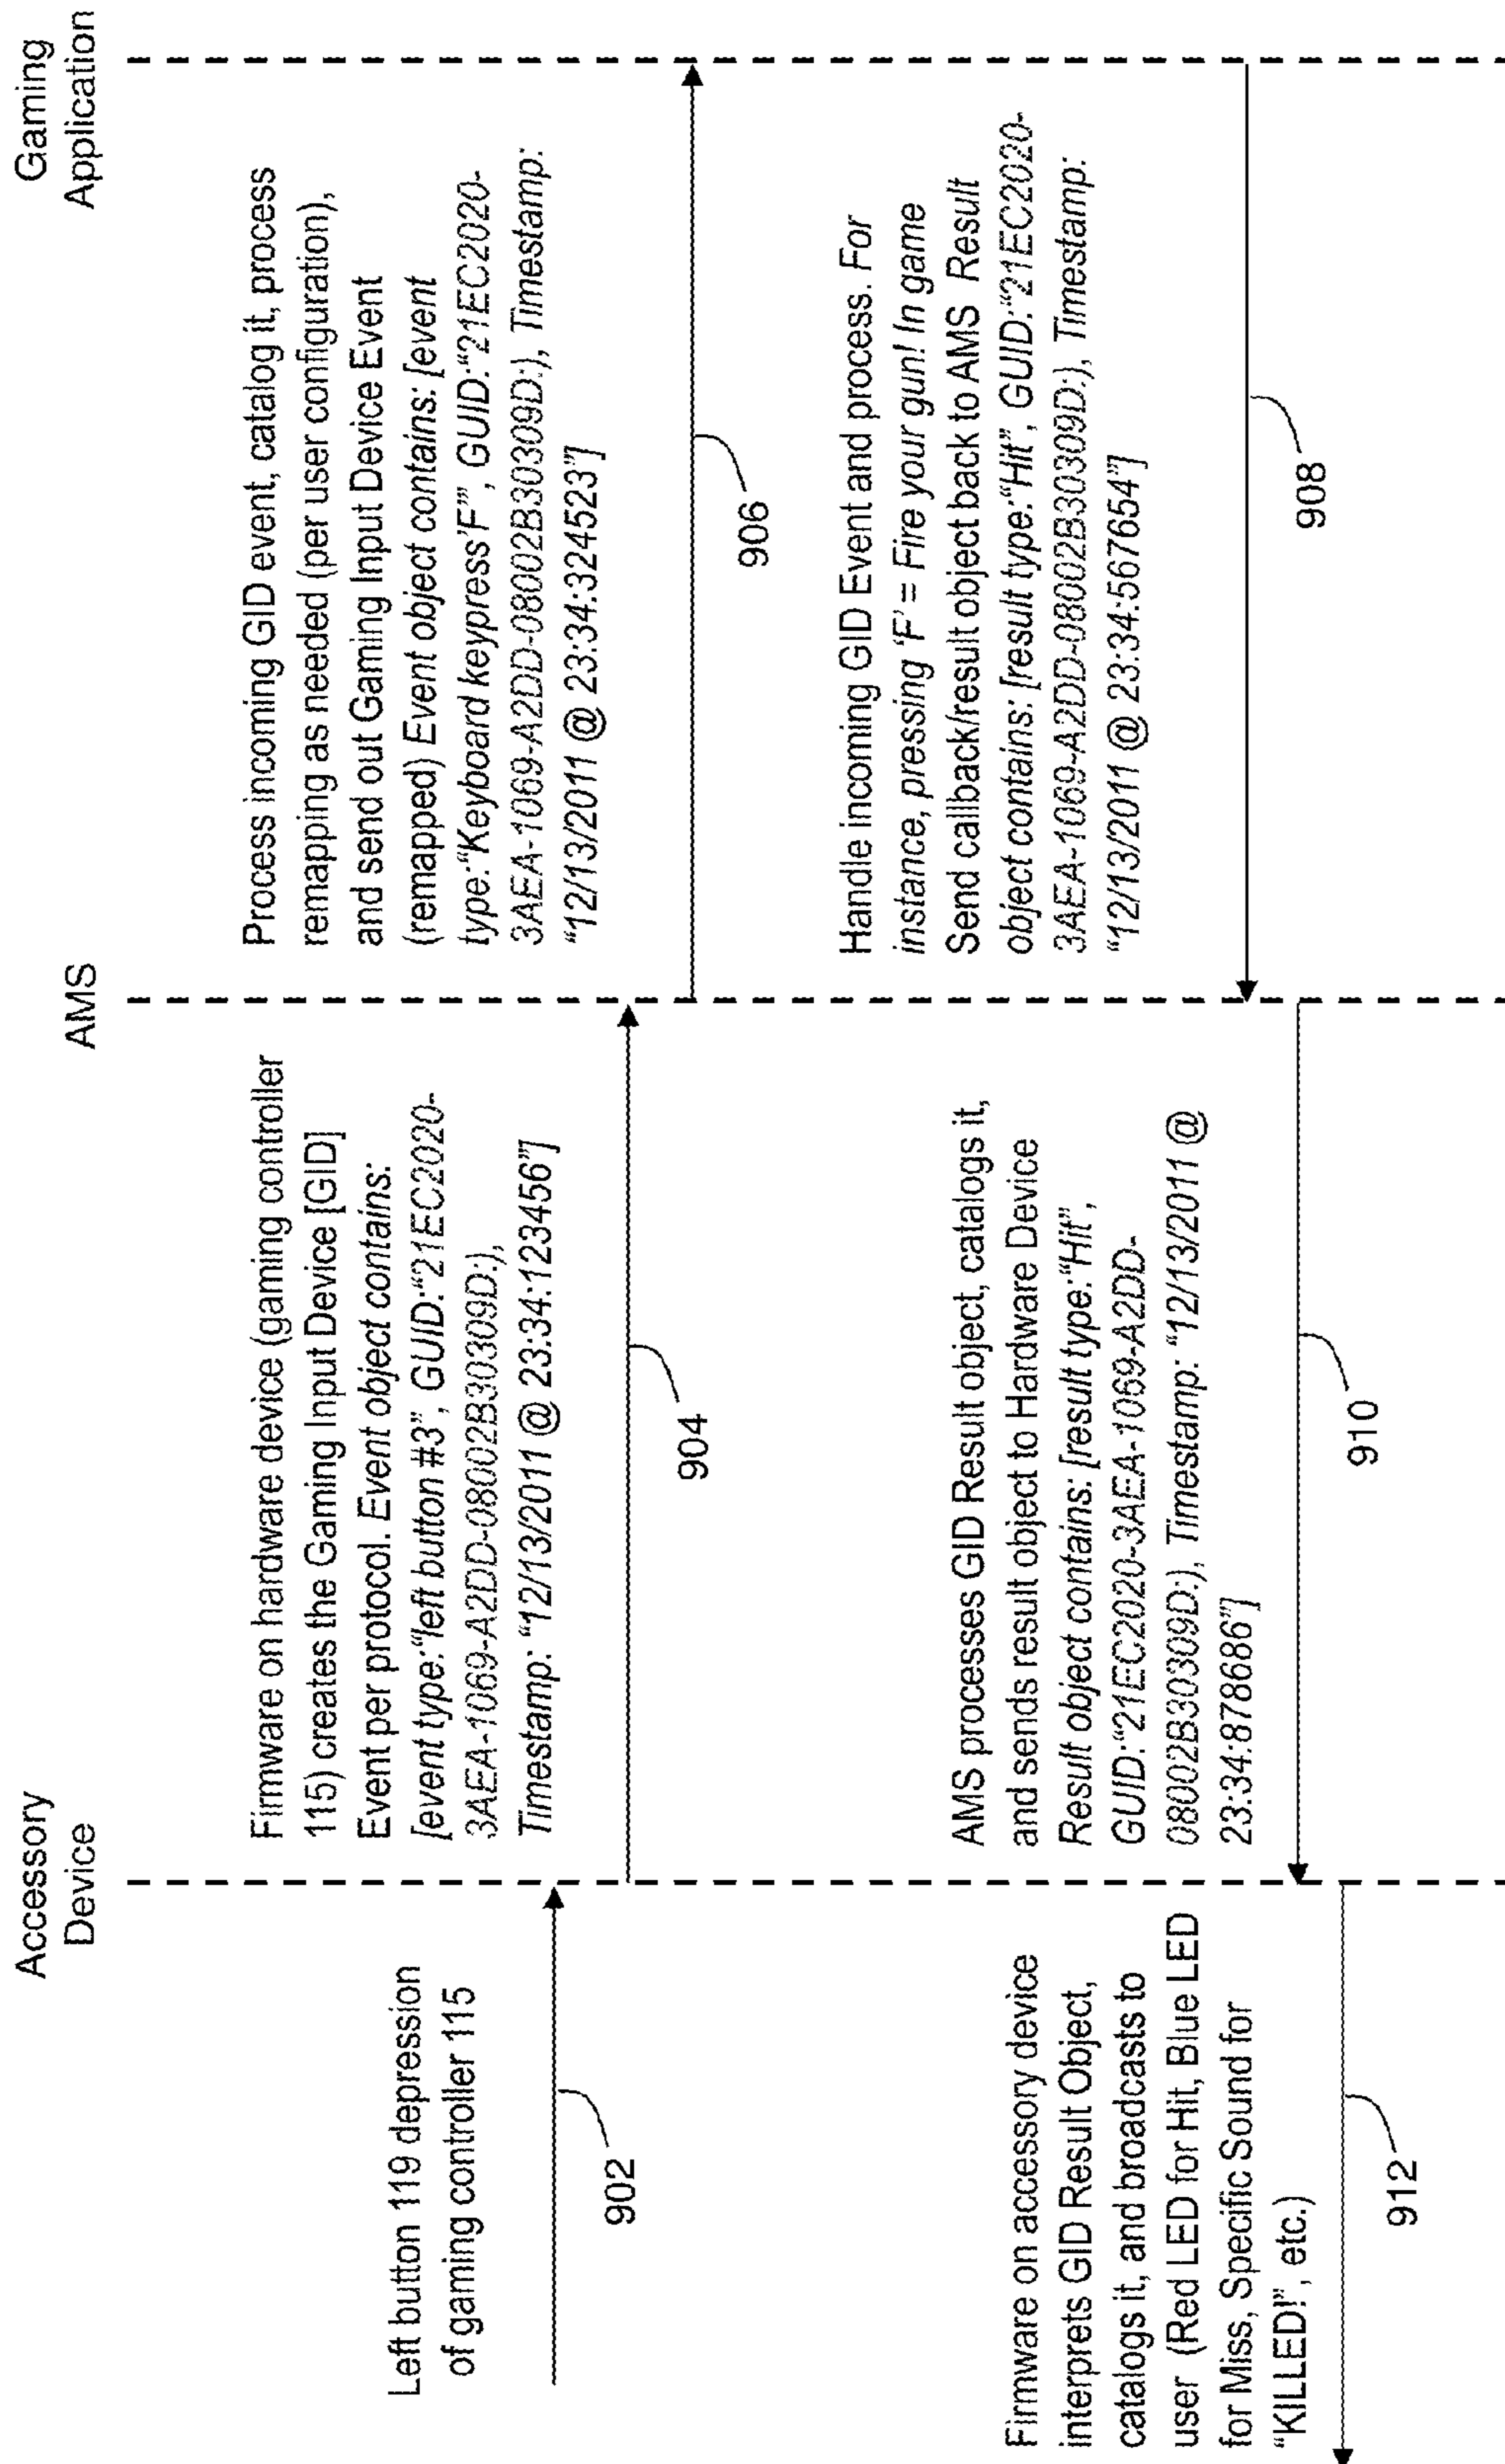 Accessory
Device
AMS
Gaming
Application
Left button 119 depression
of gaming controller 115
902
Firmware on hardware device (gaming controller
115) creates the Gaming Input Device [GID]
Event per protocol. Event object contains:
[event type:“left button #3”, GUID:“21EC2020-
3AEA-1069-A2DD-08002B30309D:),
Timestamp: “12/13/2011 @ 23:34:123456”]
904
Process incoming GID event, catalog it, process
remapping as needed (per user configuration),
and send out Gaming Input Device Event
(remapped) Event object contains: [event
type:“Keyboard keypress‘F’”, GUID:“21EC2020-
3AEA-1069-A2DD-08002B30309D:), Timestamp:
“12/13/2011 @ 23:34:324523”]
906
Handle incoming GID Event and process. For
instance, pressing ‘F’ = Fire your gun! In game
Send callback/result object back to AMS Result
object contains: [result type:“Hit”, GUID:“21EC2020-
3AEA-1069-A2DD-08002B30309D:), Timestamp:
“12/13/2011 @ 23:34:567654”]
908
AMS processes GID Result object, catalogs it,
and sends result object to Hardware Device
Result object contains: [result type:“Hit”,
GUID:“21EC2020-3AEA-1069-A2DD-
08002B30309D:), Timestamp: “12/13/2011 @
23:34:878686”]
910
Firmware on accessory device
interprets GID Result Object,
catalogs it, and broadcasts to
user (Red LED for Hit, Blue LED
for Miss, Specific Sound for
“KILLED!”, etc.)
912